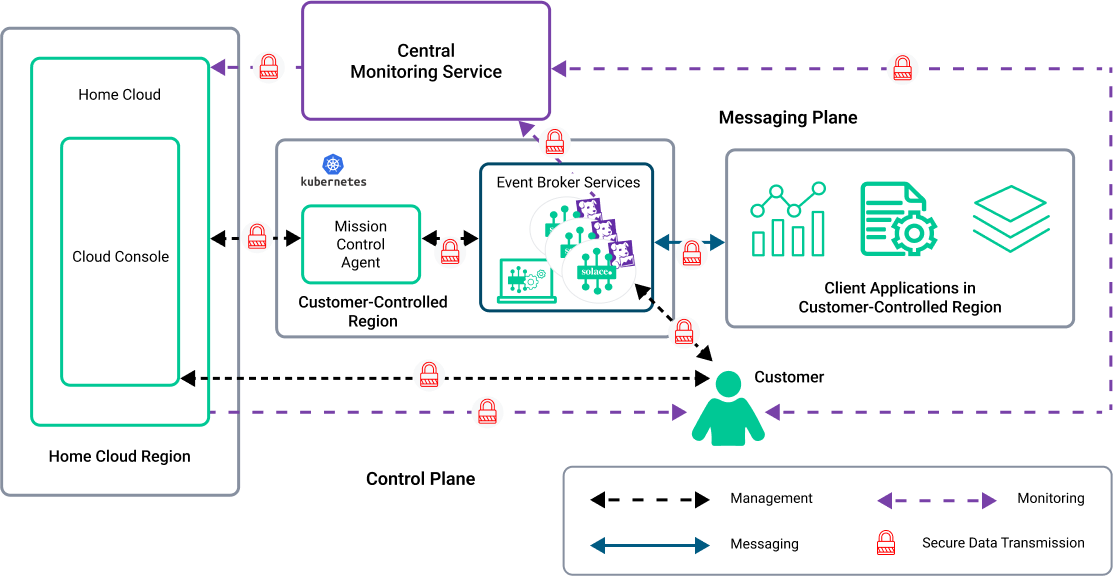 Central
Monitoring Service
Home Cloud
Messaging Plane
kubernetes
Event Broker Services
Mission
Control
Agent
Cloud Console
solace.
Customer-Controlled
Region
Client Applications in
Customer-Controlled Region
Customer
Home Cloud Region
Control Plane
Management
Monitoring
Messaging
Secure Data Transmission